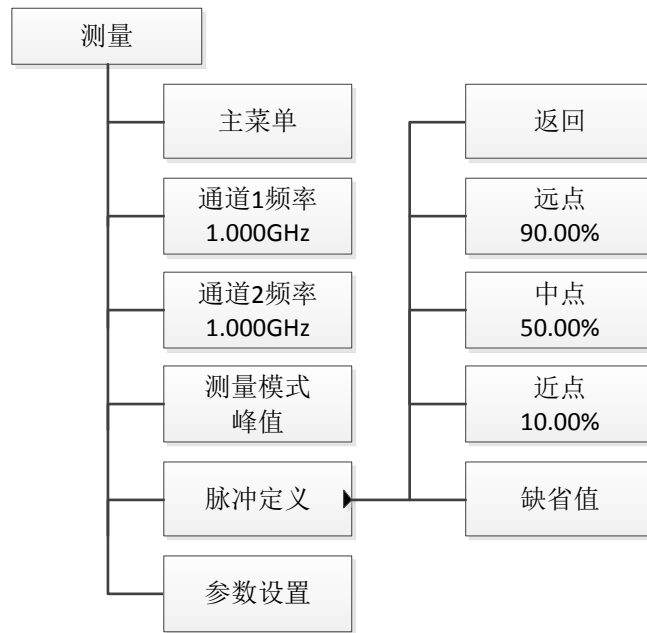 测量
主菜单
通道1频率
1.000GHz
通道2频率
1.000GHz
测量模式
峰值
脉冲定义
参数设置
返回
远点
90.00%
中点
50.00%
近点
10.00%
缺省值